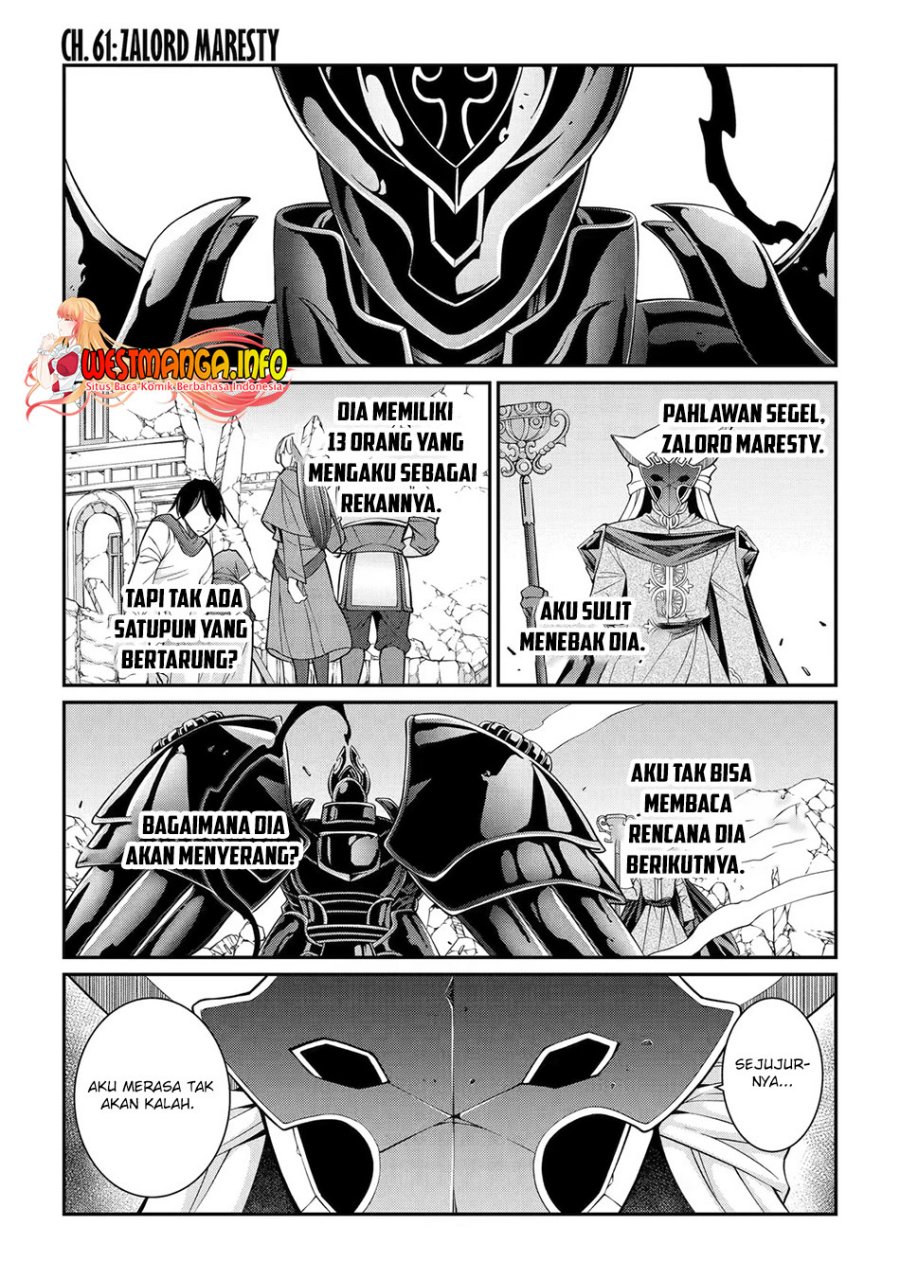 CH. 61: ZALORD MARESTY
WESTMANGA.INFO
Situs Baca Komik Berbahasa Indonesia
PAHLAWAN SEGEL,
ZALORD MARESTY.
AKU SULIT
MENEBAK DIA.
DIA MEMILIKI
13 ORANG YANG
MENGAKU SEBAGAI
REKANNYA.
TAPI TAK ADA
SATUPUN YANG
BERTARUNG?
AKU TAK BISA
MEMBACA
RENCANA DIA
BERIKUTNYA.
BAGAIMANA DIA
AKAN MENYERANG?
SEJUJUR-
NYA...
AKU MERASA TAK
AKAN KALAH.